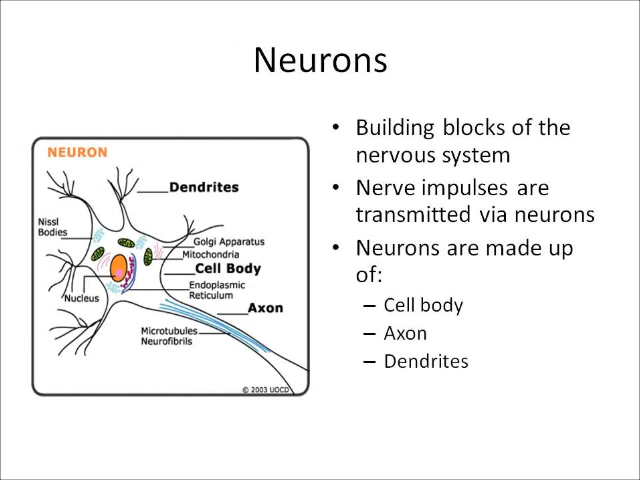 Neurons
NEURON
Dendrites
Nissl
Bodies
Golgi Apparatus
Mitochondria
Cell Body
Endoplasmic
Reticulum
Nucleus
Axon
Microtubules
Neurofibrils
© 2003 UOCD
• Building blocks of the
nervous system
• Nerve impulses are
transmitted via neurons
• Neurons are made up
of:
– Cell body
– Axon
– Dendrites